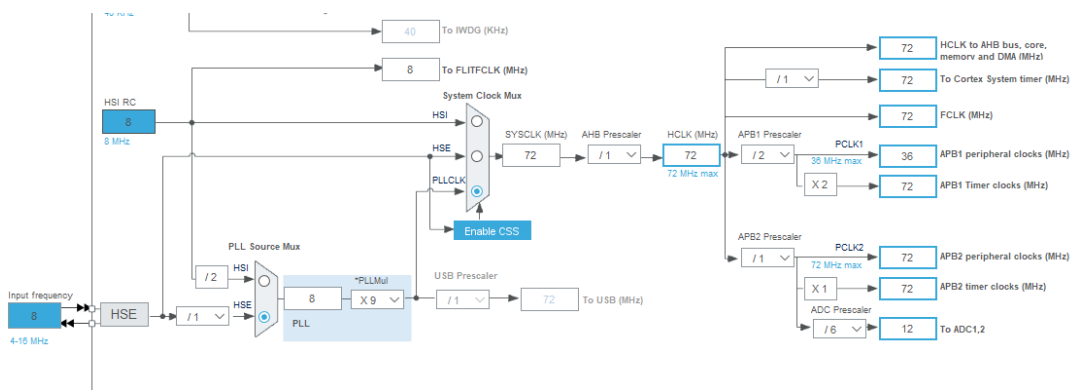 40 KHz
40
To IWDG (KHz)
8
To FLITFCLK (MHz)
System Clock Mux
HSI RC
8
8 MHz
HSI
HSE
PLLCLK
SYSCLK (MHz)
72
AHB Prescaler
/ 1
HCLK (MHz)
72
72 MHz max
Enable CSS
72
HCLK to AHB bus, core,
memory and DMA (MHz)
/ 1
72
To Cortex System timer (MHz)
72
FCLK (MHz)
APB1 Prescaler
/ 2
PCLK1
36 MHz max
36
APB1 peripheral clocks (MHz)
X 2
72
APB1 Timer clocks (MHz)
APB2 Prescaler
/ 1
PCLK2
72 MHz max
72
APB2 peripheral clocks (MHz)
X 1
72
APB2 timer clocks (MHz)
ADC Prescaler
/ 6
12
To ADC1,2
PLL Source Mux
/ 2
HSI
HSE
Input frequency
8
4-16 MHz
HSE
/ 1
8
*PLLMul
X 9
PLL
USB Prescaler
/ 1
72
To USB (MHz)